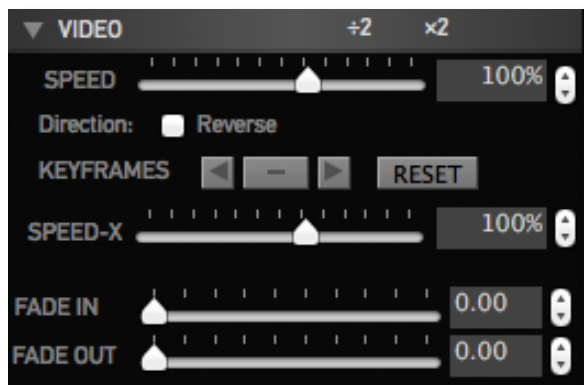 VIDEO ÷2 ×2
SPEED 100%
Direction: Reverse
KEYFRAMES RESET
SPEED-X 100%
FADE IN 0.00
FADE OUT 0.00